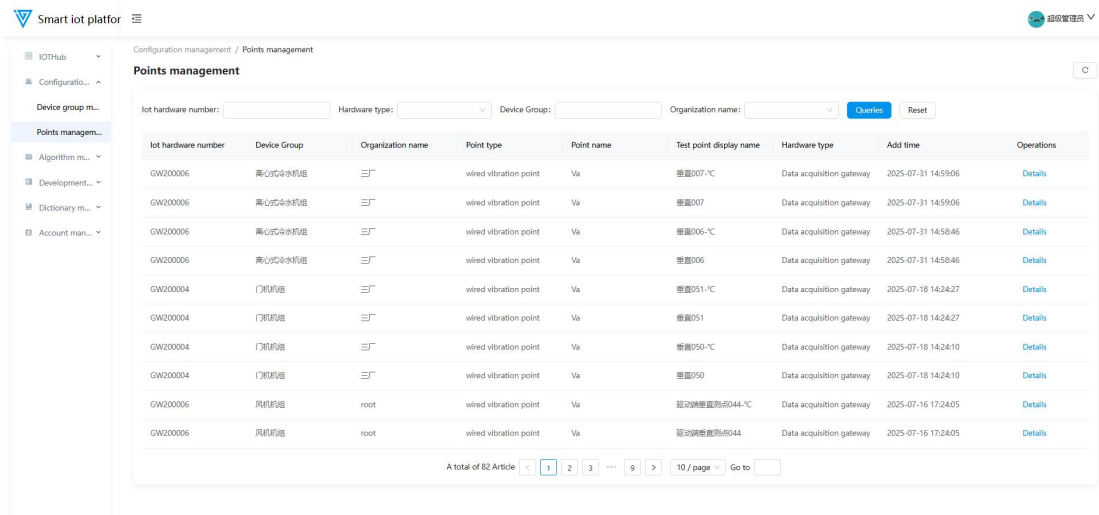 Smart iot platfor
超级管理员
IOTHub
Configuratio...
Device group m...
Points managem...
Algorithm m...
Development...
Dictionary m...
Account man...
Configuration management / Points management
Points management
Iot hardware number: Hardware type: Device Group: Organization name: Queries Reset
Iot hardware number Device Group Organization name Point type Point name Test point display name Hardware type Add time Operations
GW200006 离心式冷水机组 三厂 wired vibration point Va 垂直007-℃ Data acquisition gateway 2025-07-31 14:59:06 Details
GW200006 离心式冷水机组 三厂 wired vibration point Va 垂直007 Data acquisition gateway 2025-07-31 14:59:06 Details
GW200006 离心式冷水机组 三厂 wired vibration point Va 垂直006-℃ Data acquisition gateway 2025-07-31 14:58:46 Details
GW200006 离心式冷水机组 三厂 wired vibration point Va 垂直006 Data acquisition gateway 2025-07-31 14:58:46 Details
GW200004 门机机组 三厂 wired vibration point Va 垂直051-℃ Data acquisition gateway 2025-07-18 14:24:27 Details
GW200004 门机机组 三厂 wired vibration point Va 垂直051 Data acquisition gateway 2025-07-18 14:24:27 Details
GW200004 门机机组 三厂 wired vibration point Va 垂直050-℃ Data acquisition gateway 2025-07-18 14:24:10 Details
GW200004 门机机组 三厂 wired vibration point Va 垂直050 Data acquisition gateway 2025-07-18 14:24:10 Details
GW200006 风机机组 root wired vibration point Va 驱动端垂直测点044-℃ Data acquisition gateway 2025-07-16 17:24:05 Details
GW200006 风机机组 root wired vibration point Va 驱动端垂直测点044 Data acquisition gateway 2025-07-16 17:24:05 Details
A total of 82 Article < 1 2 3 ••• 9 > 10 / page Go to